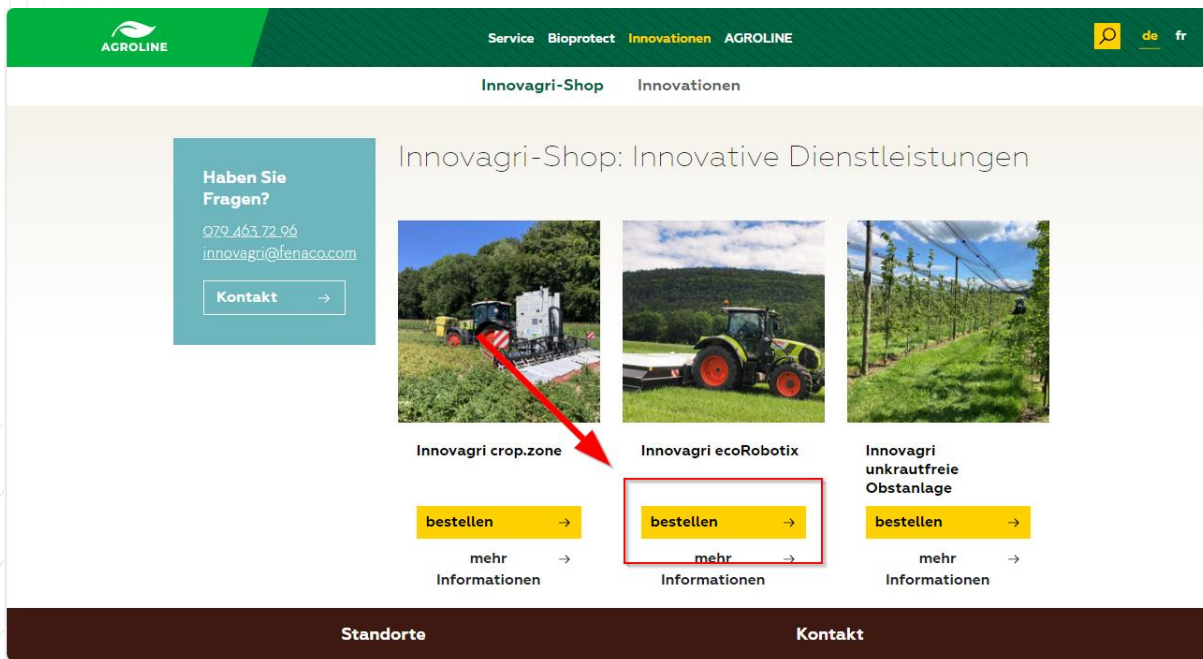 AGROLINE
Service Bioprotect Innovationen AGROLINE
de fr
Innovagri-Shop Innovationen
Haben Sie
Fragen?
079 463 72 96
innovagri@fenaco.com
Kontakt →
Innovagri-Shop: Innovative Dienstleistungen
Innovagri crop.zone
bestellen →
mehr →
Informationen
Innovagri ecoRobotix
bestellen →
mehr →
Informationen
Innovagri
unkrautfreie
Obstanlage
bestellen →
mehr →
Informationen
Standorte
Kontakt